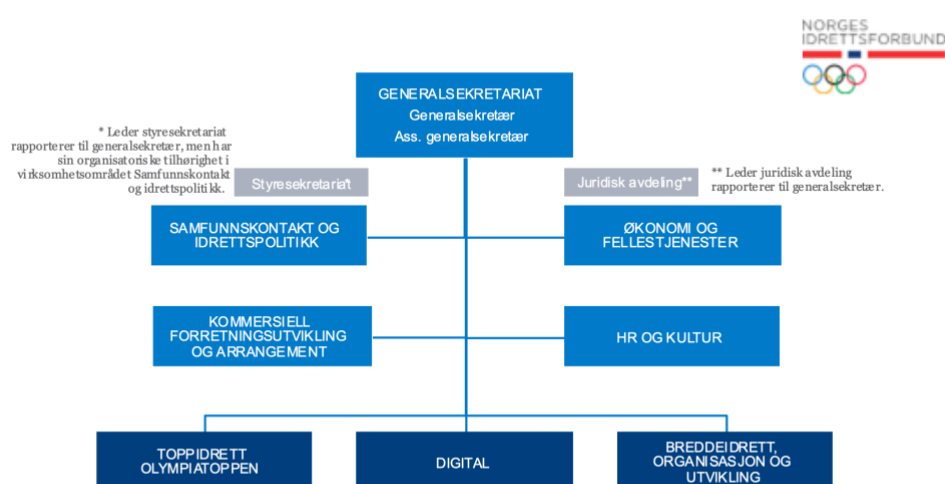 NORGES
IDRETTSFORBUND
GENERALSEKRETARIAT
Generalsekretær
Ass. generalsekretær
* Leder styresekretariat
rapporterer til generalsekretær, men har
sin organisatoriske tilhørighet i
virksomhetsområdet Samfunnskontakt
og idrettspolitikk.
Styresekretariat*
Juridisk avdeling**
** Leder juridisk avdeling
rapporterer til generalsekretær.
SAMFUNNSKONTAKT OG
IDRETTSPOLITIKK
ØKONOMI OG
FELLESTJENESTER
KOMMERSIELL
FORRETNINGSUTVIKLING
OG ARRANGEMENT
HR OG KULTUR
TOPPIDRETT
OLYMPIATOPPEN
DIGITAL
BREDDEIDRETT,
ORGANISASJON OG
UTVIKLING